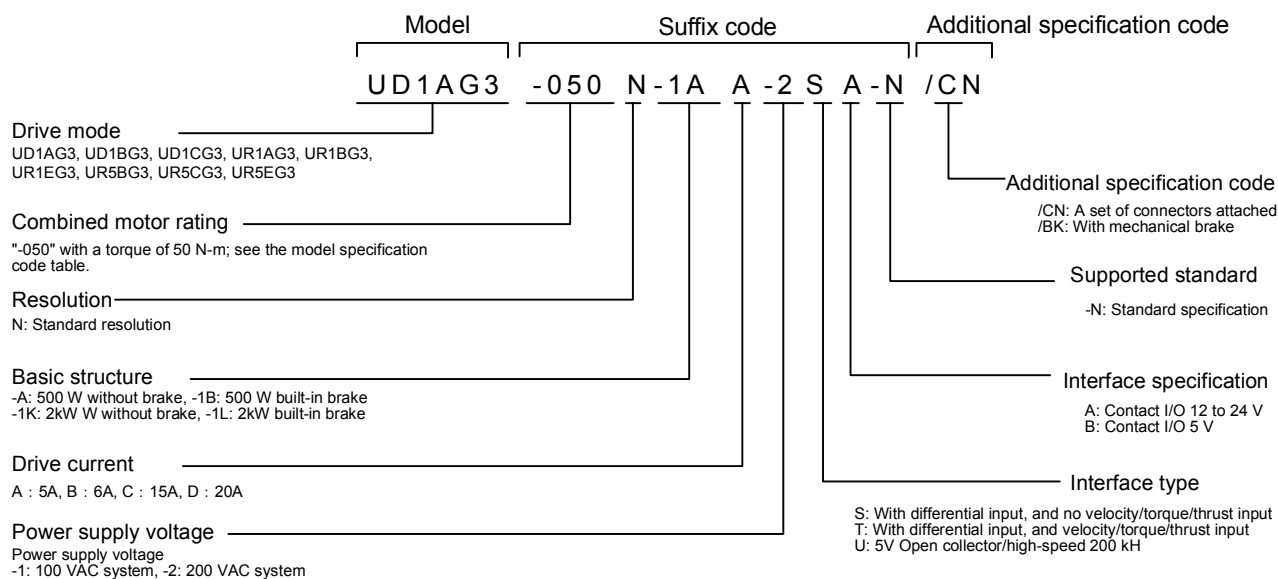 Model Suffix code Additional specification code
UD1AG3 -050 N -1A A -2 S A -N /CN
Drive mode
UD1AG3, UD1BG3, UD1CG3, UR1AG3, UR1BG3,
UR1EG3, UR5BG3, UR5CG3, UR5EG3
Combined motor rating
"-050" with a torque of 50 N-m; see the model specification
code table.
Resolution
N: Standard resolution
Basic structure
-A: 500 W without brake, -1B: 500 W built-in brake
-1K: 2kW W without brake, -1L: 2kW built-in brake
Drive current
A : 5A, B : 6A, C : 15A, D : 20A
Power supply voltage
Power supply voltage
-1: 100 VAC system, -2: 200 VAC system
Additional specification code
/CN: A set of connectors attached
/BK: With mechanical brake
Supported standard
-N: Standard specification
Interface specification
A: Contact I/O 12 to 24 V
B: Contact I/O 5 V
Interface type
S: With differential input, and no velocity/torque/thrust input
T: With differential input, and velocity/torque/thrust input
U: 5V Open collector/high-speed 200 kH